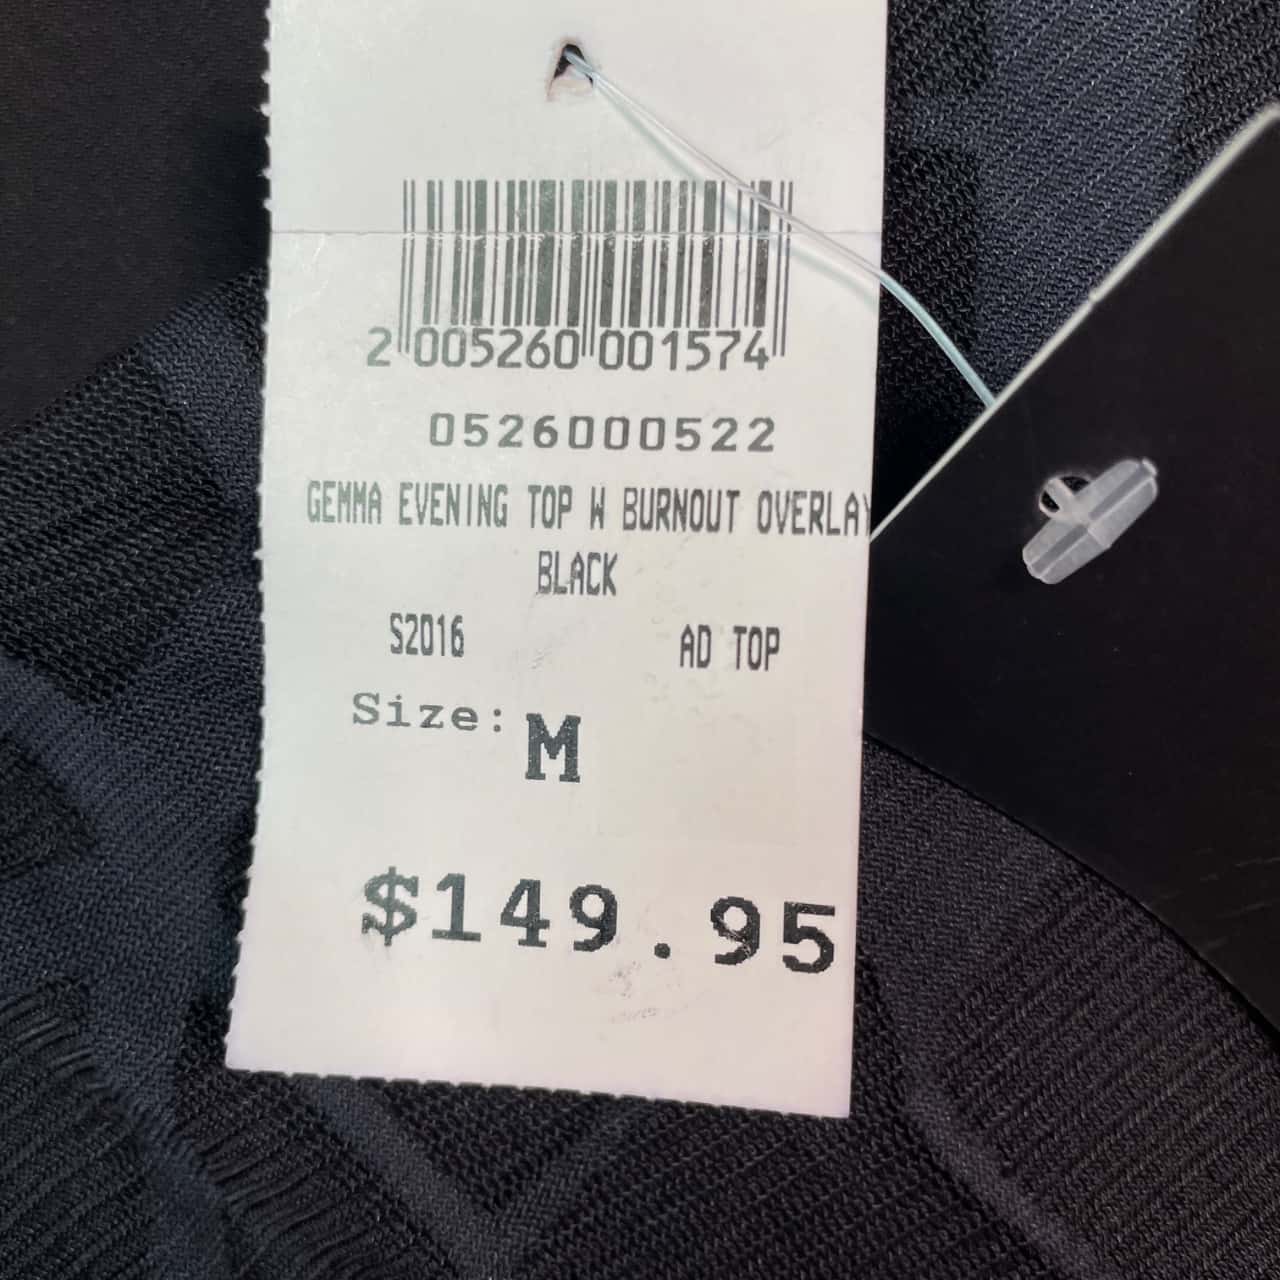 2 005260 001574
0526000522
GEMMA EVENING TOP W BURNOUT OVERLAY
BLACK
S2016 AD TOP
Size: M
$149.95